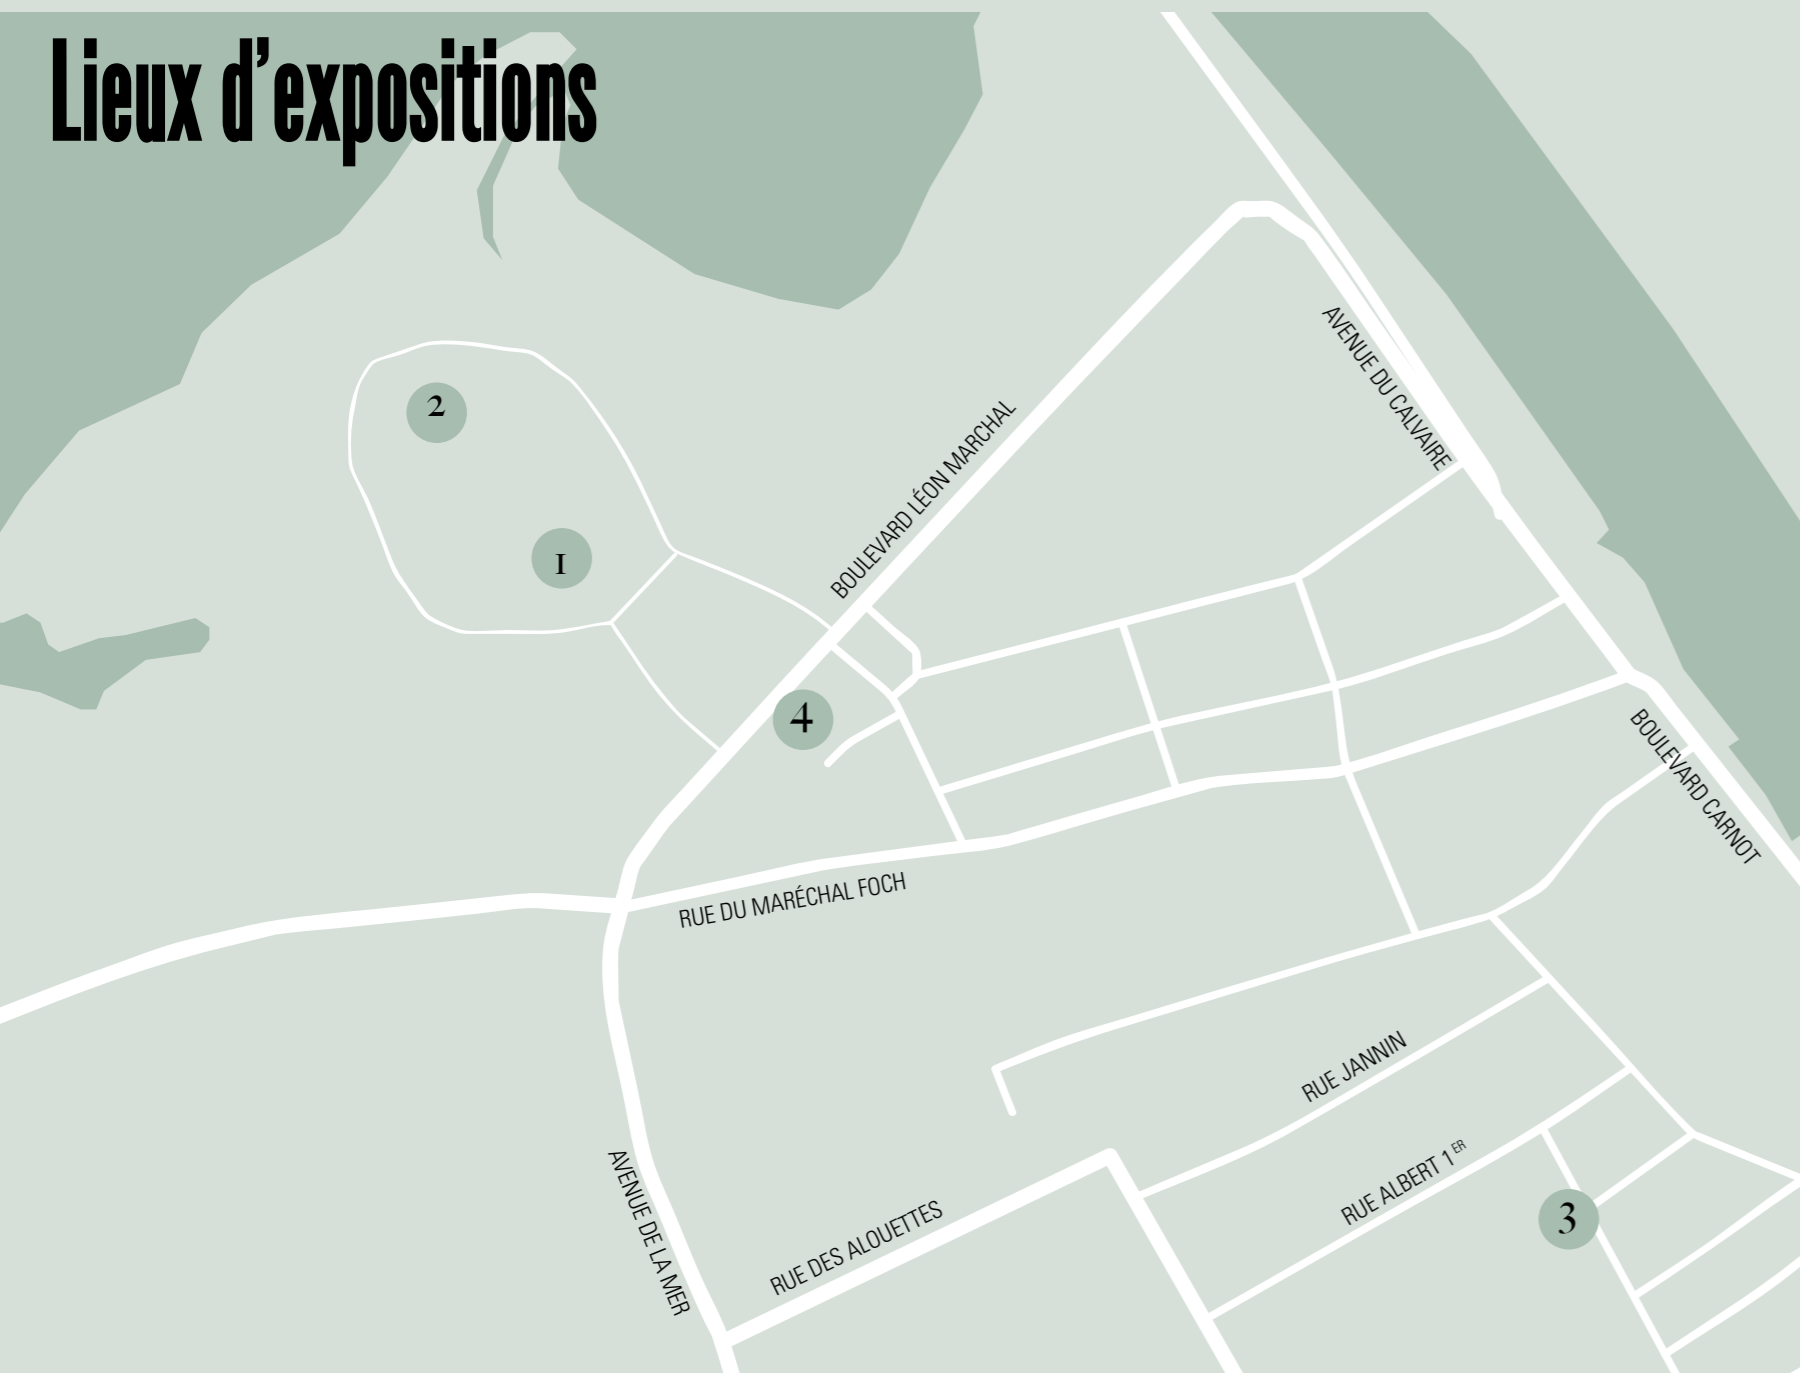 Lieux d'expositions
AVENUE DU CALVAIRE
2
BOULEVARD LÉON MARCHAL
1
4
BOULEVARD CARNOT
RUE DU MARÉCHAL FOCH
RUE JANNIN
RUE ALBERT 1ER
AVENUE DE LA MER
RUE DES ALOUETTES
3